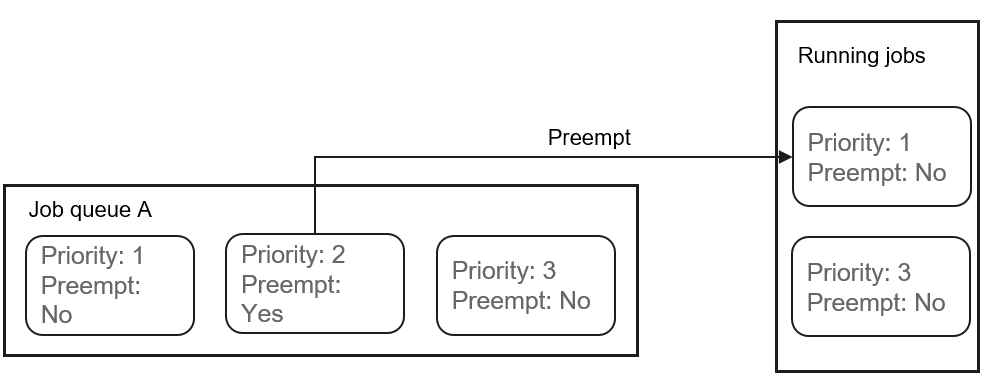 Running jobs
Preempt
Priority: 1
Preempt: No
Job queue A
Priority: 1
Preempt:
No
Priority: 2
Preempt:
Yes
Priority: 3
Preempt: No
Priority: 3
Preempt: No